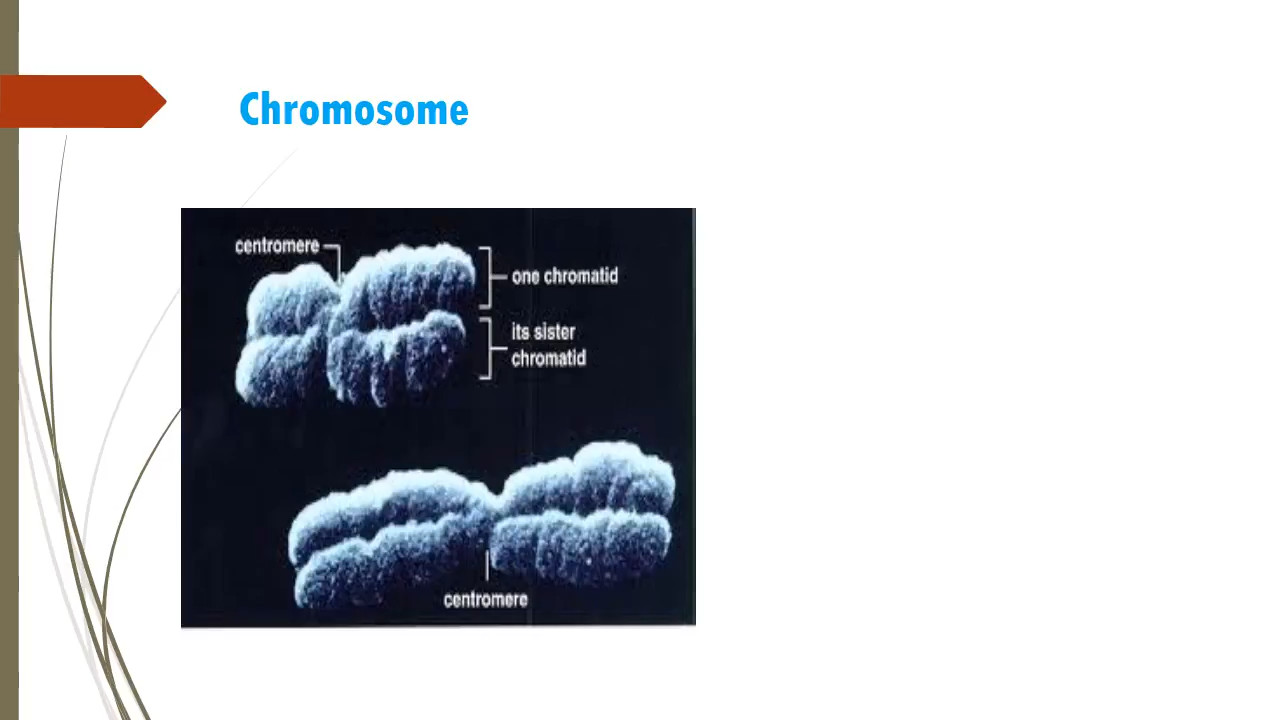 Chromosome
centromere
one chromatid
its sister
chromatid
centromere